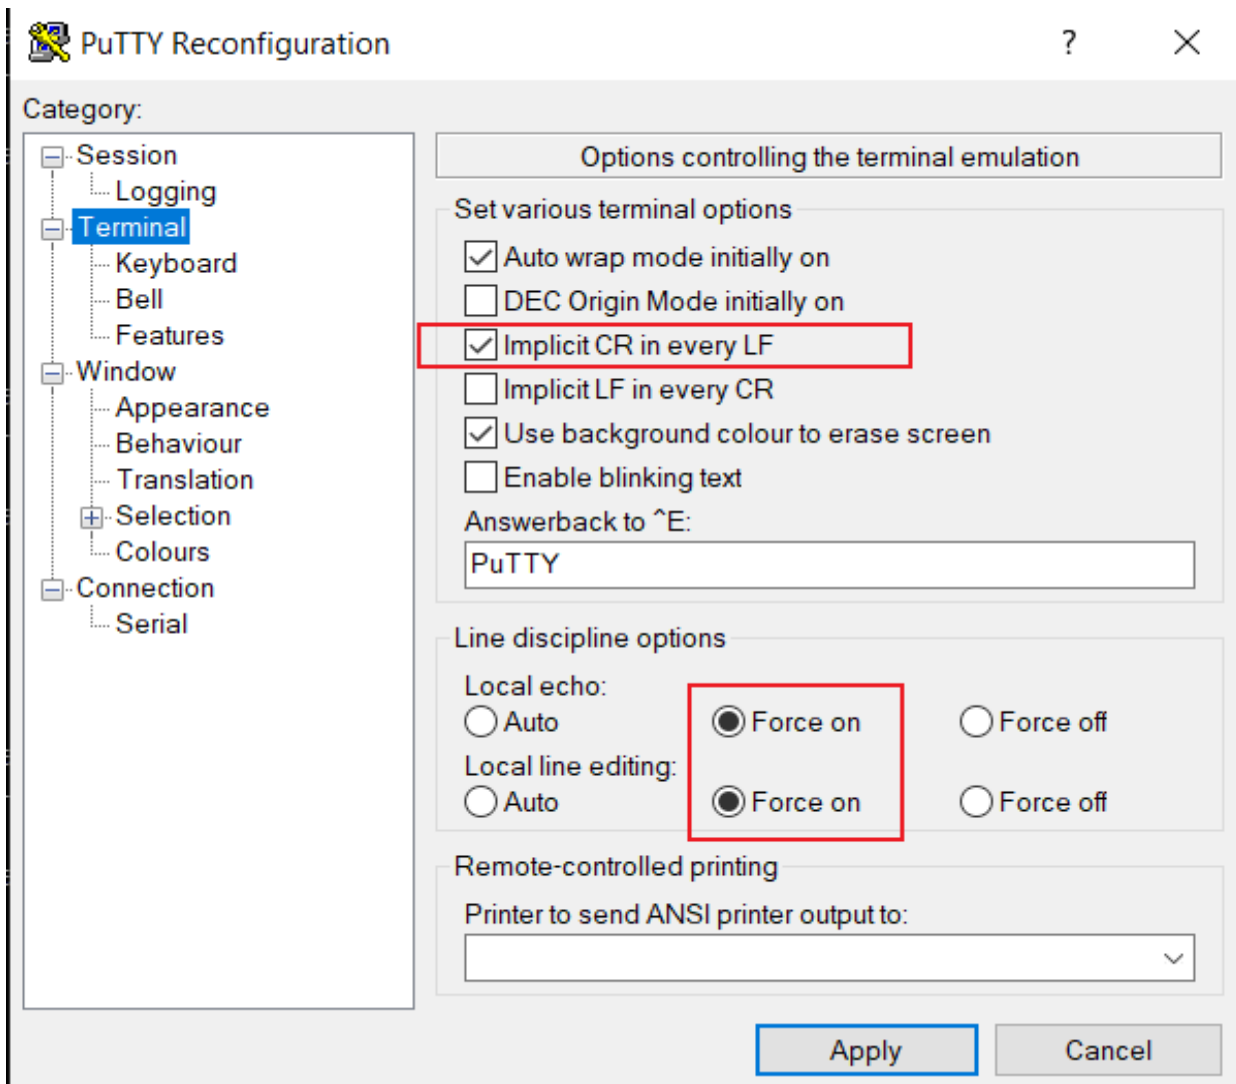 PuTTY Reconfiguration
?
Category:
Session
Logging
Terminal
Keyboard
Bell
Features
Window
Appearance
Behaviour
Translation
Selection
Colours
Connection
Serial
Options controlling the terminal emulation
Set various terminal options
Auto wrap mode initially on
DEC Origin Mode initially on
Implicit CR in every LF
Implicit LF in every CR
Use background colour to erase screen
Enable blinking text
Answerback to ^E:
PuTTY
Line discipline options
Local echo:
Auto Force on Force off
Local line editing:
Auto Force on Force off
Remote-controlled printing
Printer to send ANSI printer output to:
Apply Cancel